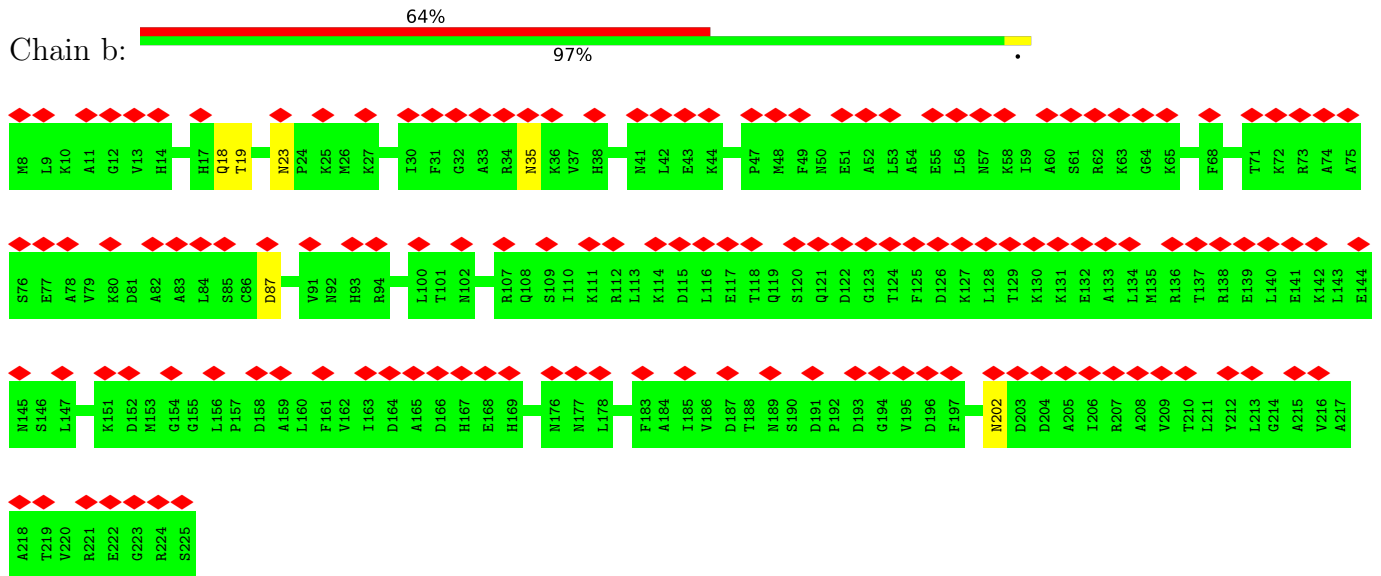 64%
Chain b:
97% .
M8 L9 K10 A11 G12 V13 H14 H17 Q18 T19 N23 P24 K25 M26 K27 I30 F31 G32 A33 R34 N35 K36 V37 H38 N41 L42 E43 K44 P47 M48 F49 N50 E51 A52 L53 A54 E55 L56 N57 K58 I59 A60 S61 R62 K63 G64 K65 F68 T71 K72 R73 A74 A75
S76 E77 A78 V79 K80 D81 A82 A83 L84 S85 C86 D87 V91 N92 H93 R94 L100 T101 N102 R107 Q108 S109 I110 K111 R112 L113 K114 D115 L116 E117 T118 Q119 S120 Q121 D122 G123 T124 F125 D126 K127 L128 T129 K130 K131 E132 A133 L134 M135 R136 T137 R138 E139 L140 E141 K142 L143 E144
N145 S146 L147 K151 D152 M153 G154 G155 L156 P157 D158 A159 L160 F161 V162 I163 D164 A165 D166 H167 E168 H169 N176 N177 L178 F183 A184 I185 V186 D187 T188 N189 S190 D191 P192 D193 G194 V195 D196 F197 N202 D203 D204 A205 I206 R207 A208 V209 T210 L211 Y212 L213 G214 A215 V216 A217
A218 T219 V220 R221 E222 G223 R224 S225